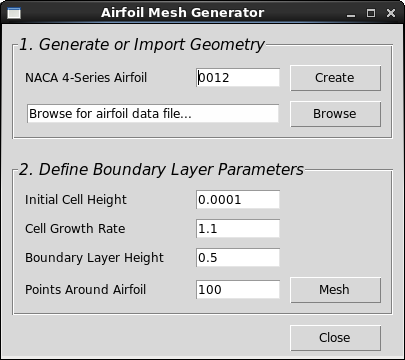 Airfoil Mesh Generator
1. Generate or Import Geometry
NACA 4-Series Airfoil 0012 Create
Browse for airfoil data file... Browse
2. Define Boundary Layer Parameters
Initial Cell Height 0.0001
Cell Growth Rate 1.1
Boundary Layer Height 0.5
Points Around Airfoil 100 Mesh
Close